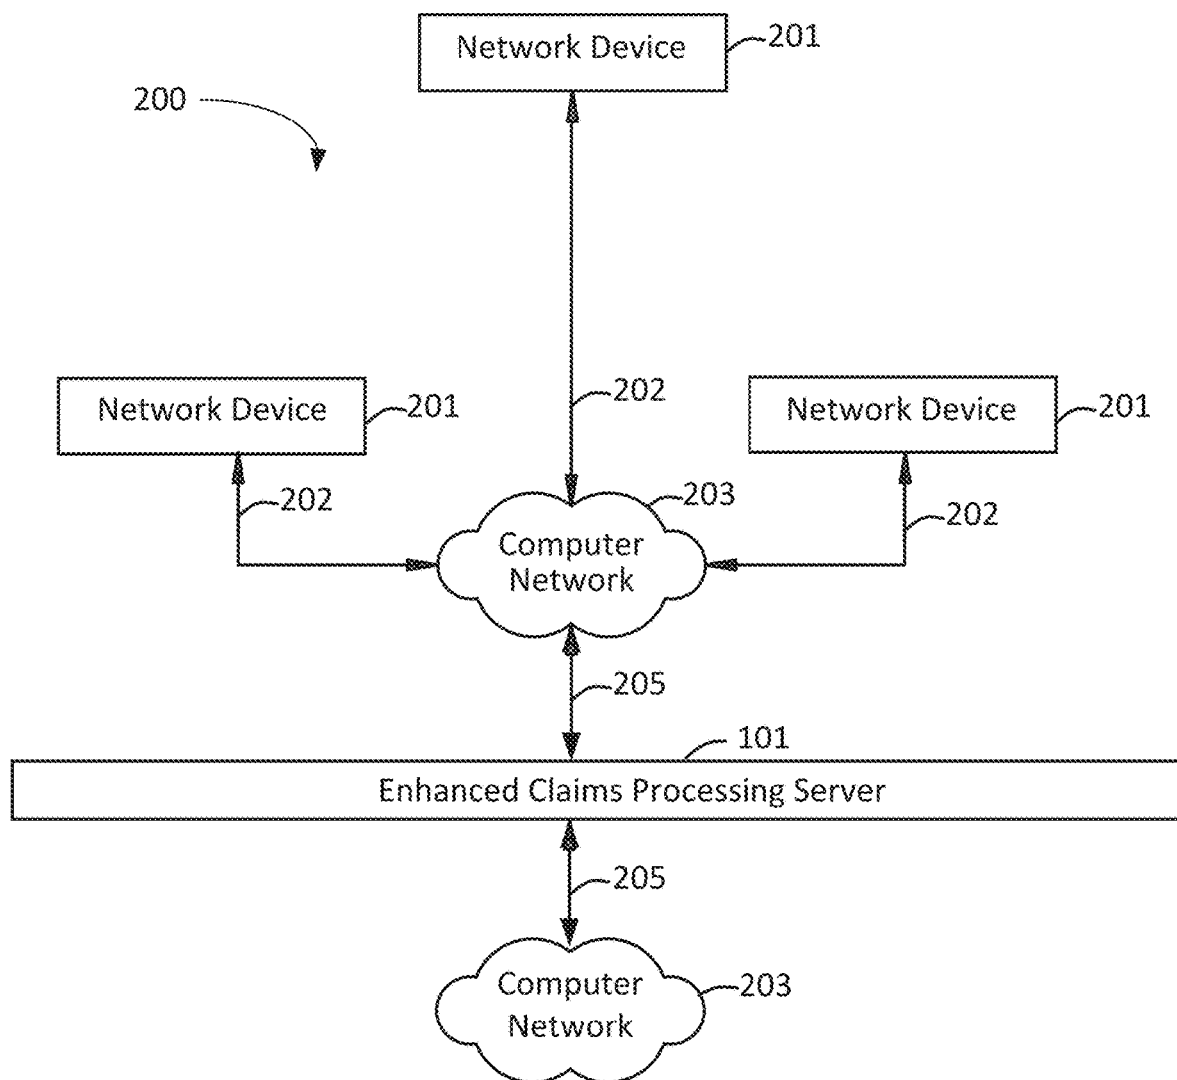 Network Device
201
200
202
Network Device
201
Network Device
201
202
203
202
Computer
Network
205
101
Enhanced Claims Processing Server
205
Computer
Network
203